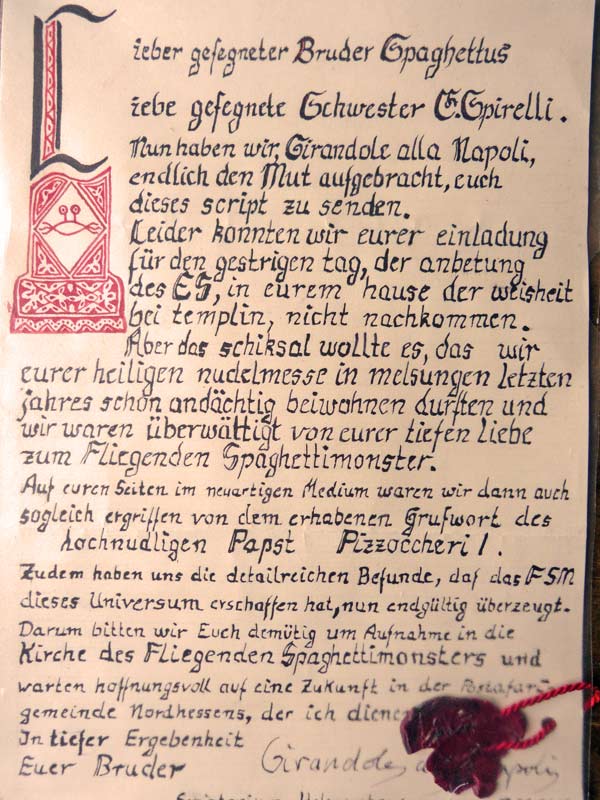 Lieber gesegneter Bruder Spaghettus
Liebe gesegnete Schwester E.Spirelli.
Nun haben wir, Girandole alla Napoli,
endlich den Mut aufgebracht, euch
dieses script zu senden.
Leider konnten wir eurer einladung
für den gestrigen tag, der anbetung
des ES, in eurem hause der weisheit
bei templin, nicht nachkommen.
Aber das schiksal wollte es, das wir
eurer heiligen nudelmesse in melsungen letzten
jahres schon andächtig beiwohnen durften und
wir waren überwättigt von eurer tiefen Liebe
zum Fliegenden Spaghettimonster.
Auf euren Seiten im neuartigen Medium waren wir dann auch
sogleich ergriffen von dem erhabenen Grußwort des
hochnudligen Papst Pizzoccheri I.
Zudem haben uns die detailreichen Befunde, daß das FSM
dieses Universum erschaffen hat, nun endgültig überzeugt.
Darum bitten wir Euch demütig um Aufnahme in die
Kirche des Fliegenden Spaghettimonsters und
warten hoffnungsvoll auf eine Zukunft in der
gemeinde Nordhessens, der ich
In tiefer Ergebenheit
Euer Bruder Girandole